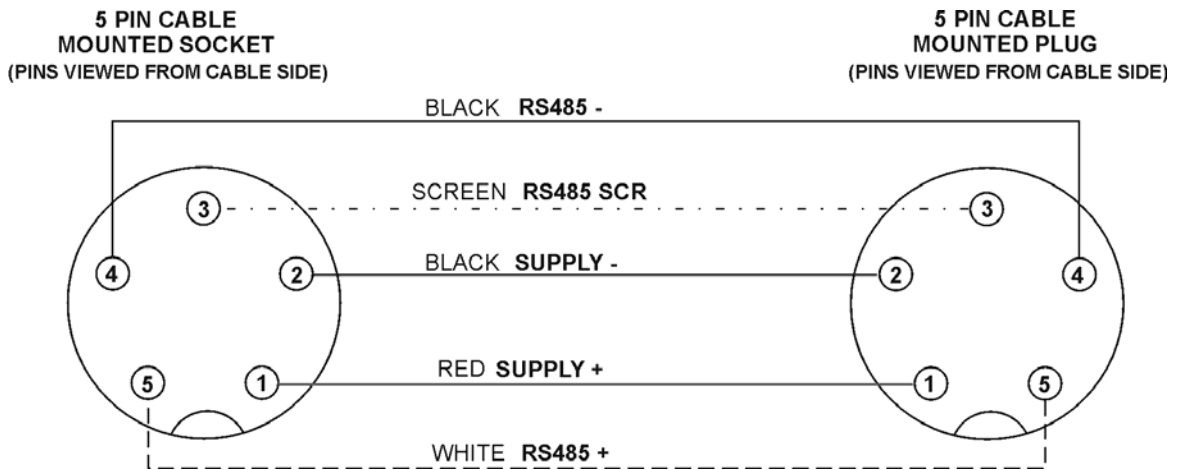 5 PIN CABLE
MOUNTED SOCKET
(PINS VIEWED FROM CABLE SIDE)
5 PIN CABLE
MOUNTED PLUG
(PINS VIEWED FROM CABLE SIDE)
BLACK RS485 -
SCREEN RS485 SCR
3
3
BLACK SUPPLY -
4
2
2
4
RED SUPPLY +
5
1
1
5
WHITE RS485 +